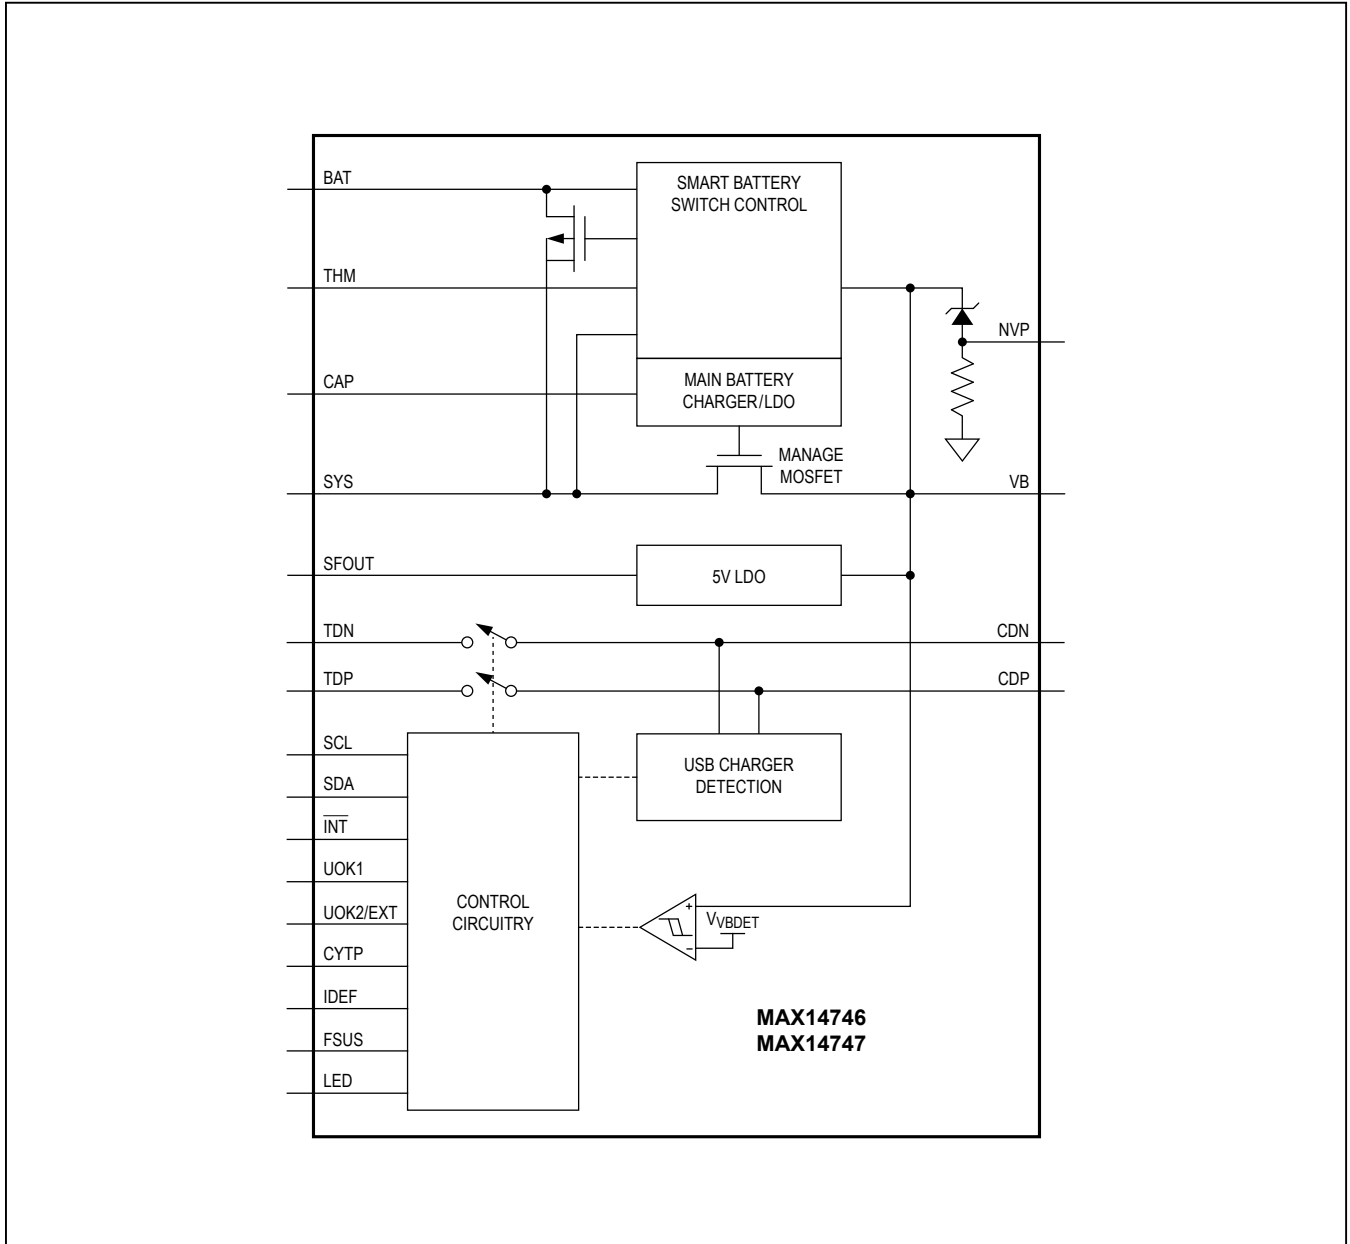 BAT
SMART BATTERY
SWITCH CONTROL
THM
NVP
CAP
MAIN BATTERY
CHARGER/LDO
MANAGE
MOSFET
SYS
VB
SFOUT
5V LDO
TDN
CDN
TDP
CDP
SCL
USB CHARGER
DETECTION
SDA
INT
UOK1
CONTROL
CIRCUITRY
UOK2/EXT
+
VVBDET
−
CYTP
IDEF
FSUS
LED
MAX14746
MAX14747